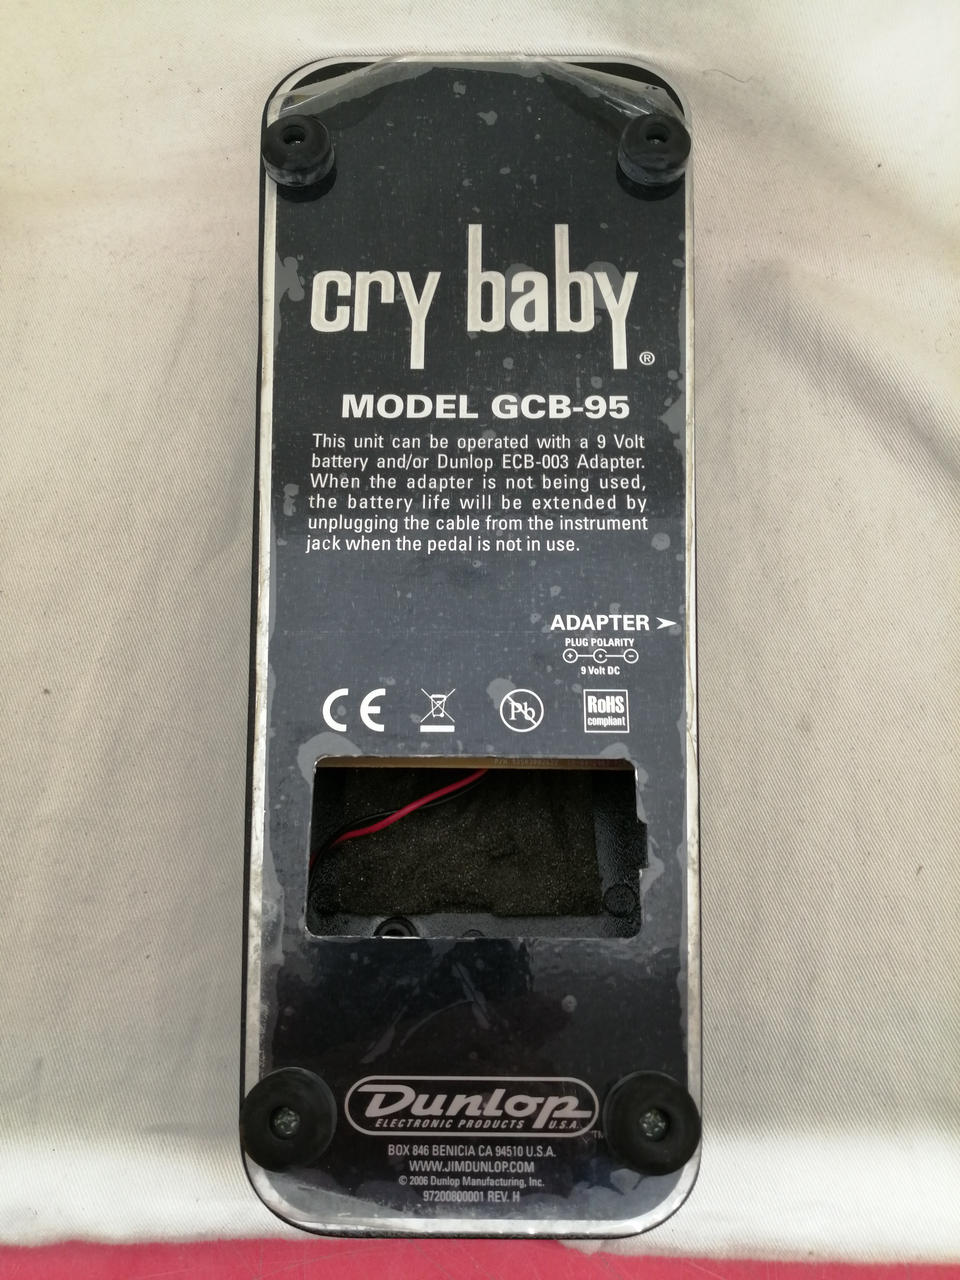 cry baby ®
MODEL GCB-95
This unit can be operated with a 9 Volt
battery and/or Dunlop ECB-003 Adapter.
When the adapter is not being used,
the battery life will be extended by
unplugging the cable from the instrument
jack when the pedal is not in use.
ADAPTER
PLUG POLARITY
+ -
9 Volt DC
CE
Pb
RoHS
compliant
DUNLOP
ELECTRONIC PRODUCTS U.S.A.
TM
BOX 846 BENICIA CA 94510 U.S.A.
WWW.JIMDUNLOP.COM
© 2006 Dunlop Manufacturing, Inc.
97200800001 REV. H